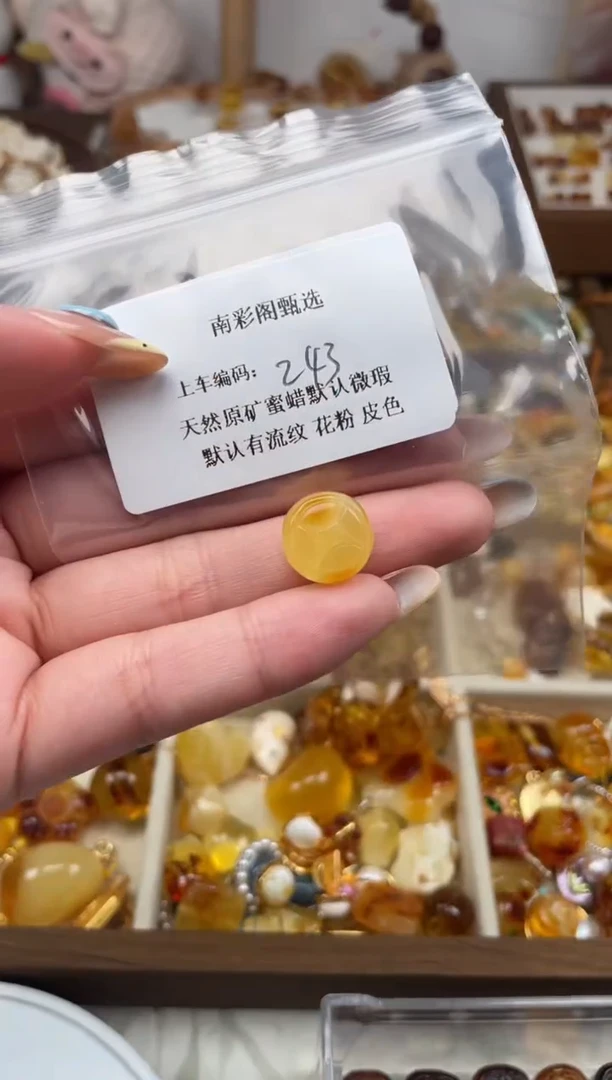 南彩阁甄选
上车编码: 243
天然原矿蜜蜡默认微瑕
默认有流纹 花粉 皮色